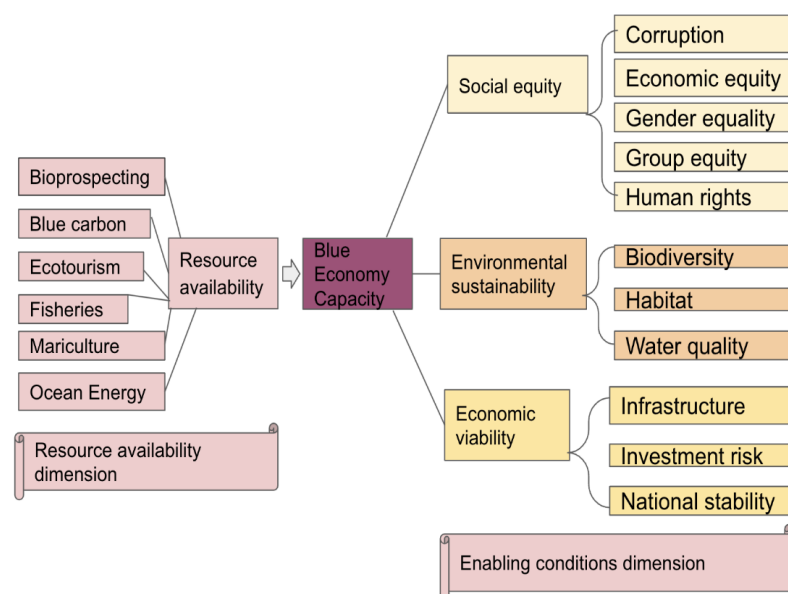 Bioprospecting
Blue carbon
Ecotourism
Fisheries
Mariculture
Ocean Energy
Resource availability
dimension
Resource
availability
Blue
Economy
Capacity
Social equity
Corruption
Economic equity
Gender equality
Group equity
Human rights
Environmental
sustainability
Biodiversity
Habitat
Water quality
Economic
viability
Infrastructure
Investment risk
National stability
Enabling conditions dimension